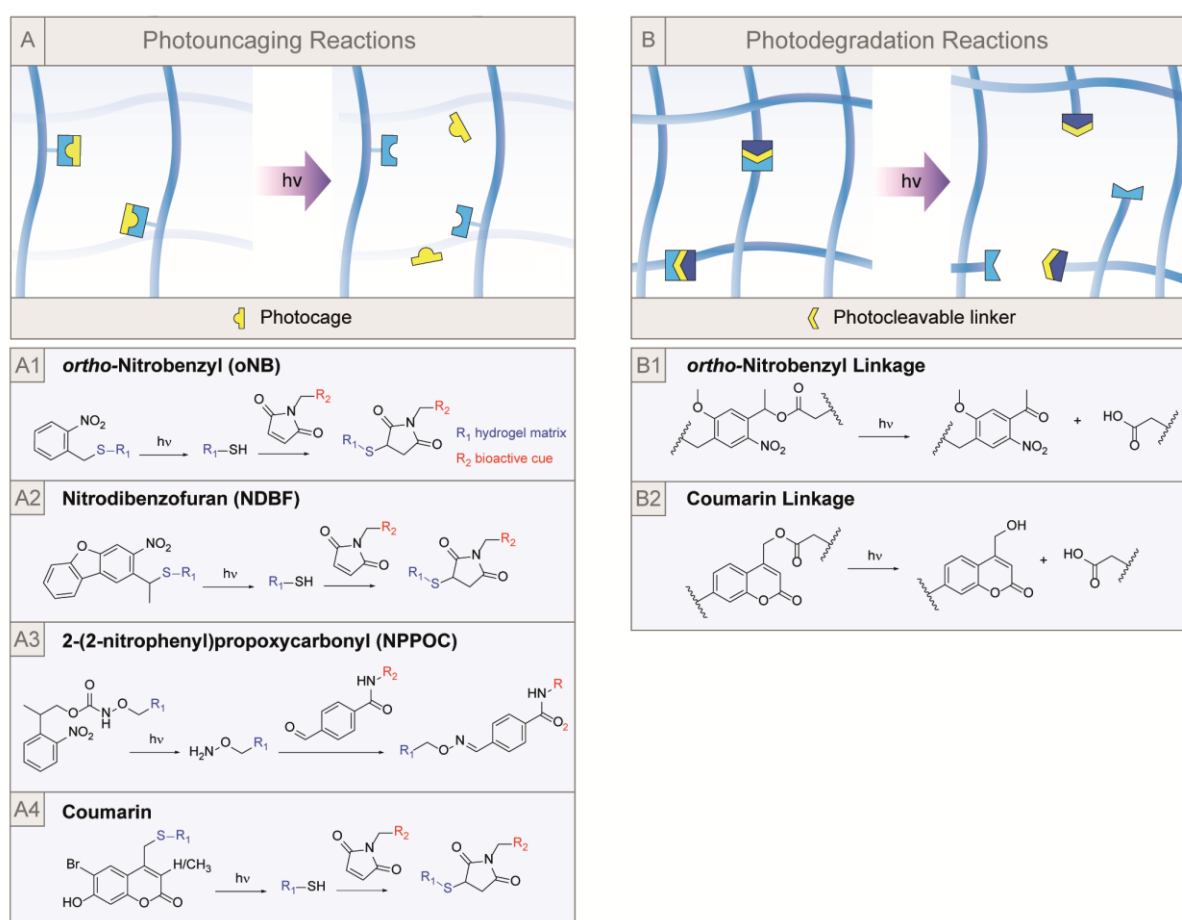 A Photouncaging Reactions
hν
Photocage
A1 ortho-Nitrobenzyl (oNB)
NO2
S–R1
hν
R1–SH
O N R2 O
R1 S O N R2 O
R1 hydrogel matrix
R2 bioactive cue
A2 Nitrodibenzofuran (NDBF)
O NO2
S–R1
hν
R1–SH
O N R2 O
R1 S O N R2 O
A3 2-(2-nitrophenyl)propoxycarbonyl (NPPOC)
O O N H O R1
NO2
hν
H2N O R1
HN R2 O O
R1 O N HN R O2
A4 Coumarin
S–R1
Br H/CH3
HO O O
hν
R1–SH
O N R2 O
R1 S O N R2 O
B Photodegradation Reactions
hν
Photocleavable linker
B1 ortho-Nitrobenzyl Linkage
O O O NO2
hν
O O NO2
+
HO O
B2 Coumarin Linkage
O O O O
hν
OH O O
+
HO O